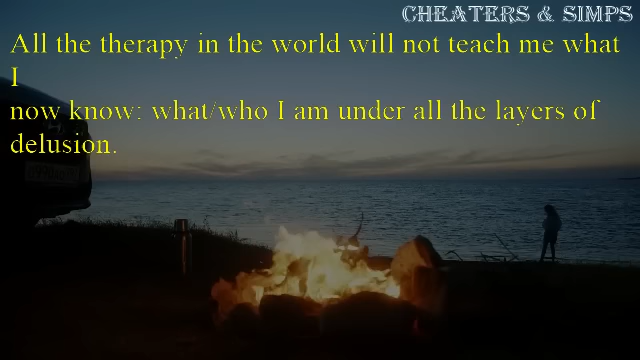 CHEATERS & SIMPS
All the therapy in the world will not teach me what
I
now know: what/who I am under all the layers of
delusion.